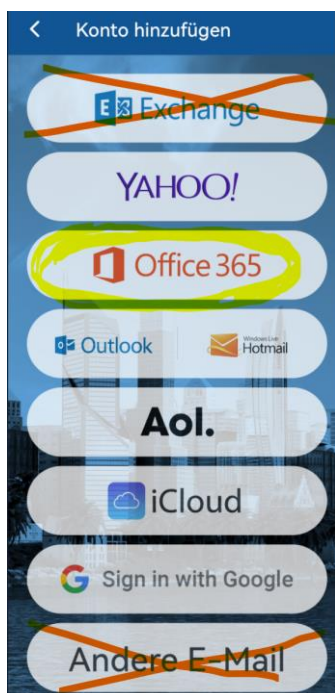 Konto hinzufügen
Exchange
YAHOO!
Office 365
Outlook
Windows Live
Hotmail
Aol.
iCloud
Sign in with Google
Andere E-Mail